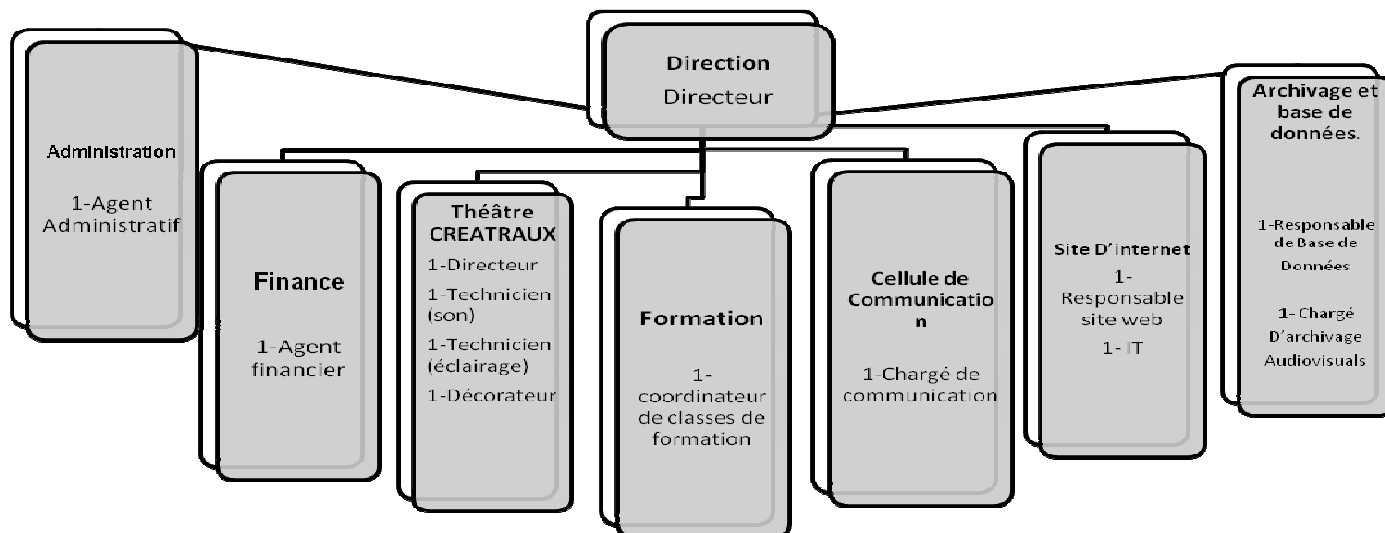 Direction
Directeur
Administration
1-Agent
Administratif
Finance
1-Agent
financier
Théâtre
CREATRAUX
1-Directeur
1-Technicien
(son)
1-Technicien
(éclairage)
1-Décorateur
Formation
1-
coordinateur
de classes de
formation
Cellule de
Communicatio
n
1-Chargé de
communication
Site D'internet
1-
Responsable
site web
1- IT
Archivage et
base de
données.
1-Responsable
de Base de
Données
1- Chargé
D'archivage
Audiovisuals